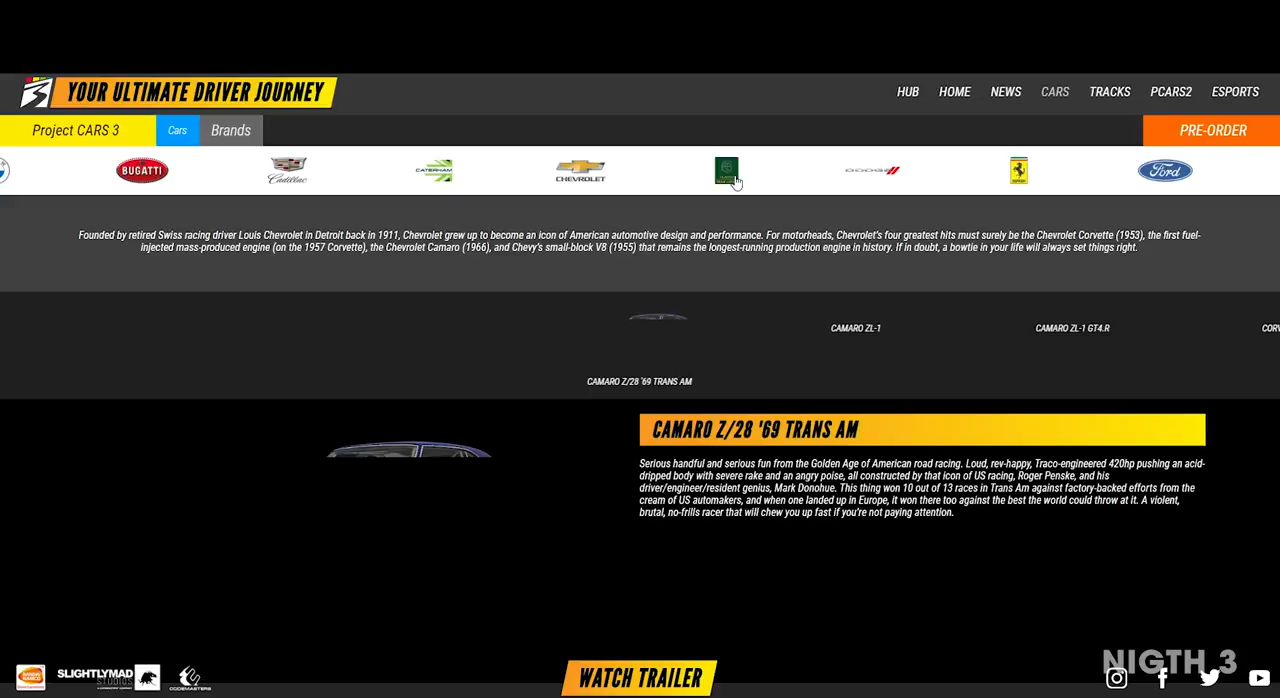 YOUR ULTIMATE DRIVER JOURNEY
HUB HOME NEWS CARS TRACKS PCARS2 ESPORTS
Project CARS 3 Cars Brands PRE-ORDER
BUGATTI Cadillac CATERHAM CHEVROLET DODGE Ford
Founded by retired Swiss racing driver Louis Chevrolet in Detroit back in 1911, Chevrolet grew up to become an icon of American automotive design and performance. For motorheads, Chevrolet's four greatest hits must surely be the Chevrolet Corvette (1953), the first fuel-
injected mass-produced engine (on the 1957 Corvette), the Chevrolet Camaro (1966), and Chevy's small-block V8 (1955) that remains the longest-running production engine in history. If in doubt, a bowtie in your life will always set things right.
CAMARO ZL-1 CAMARO ZL-1 GT4.R CORV
CAMARO Z/28 '69 TRANS AM
CAMARO Z/28 '69 TRANS AM
Serious handful and serious fun from the Golden Age of American road racing. Loud, rev-happy, Traco-engineered 420hp pushing an acid-
dripped body with severe rake and an angry poise, all constructed by that icon of US racing, Roger Penske, and his
driver/engineer/resident genius, Mark Donohue. This thing won 10 out of 13 races in Trans Am against factory-backed efforts from the
cream of US automakers, and when one landed up in Europe, it won there too against the best the world could throw at it. A violent,
brutal, no-frills racer that will chew you up fast if you're not paying attention.
NIGTH 3
SLIGHTLYMAD
STUDIOS
CODEMASTERS
WATCH TRAILER